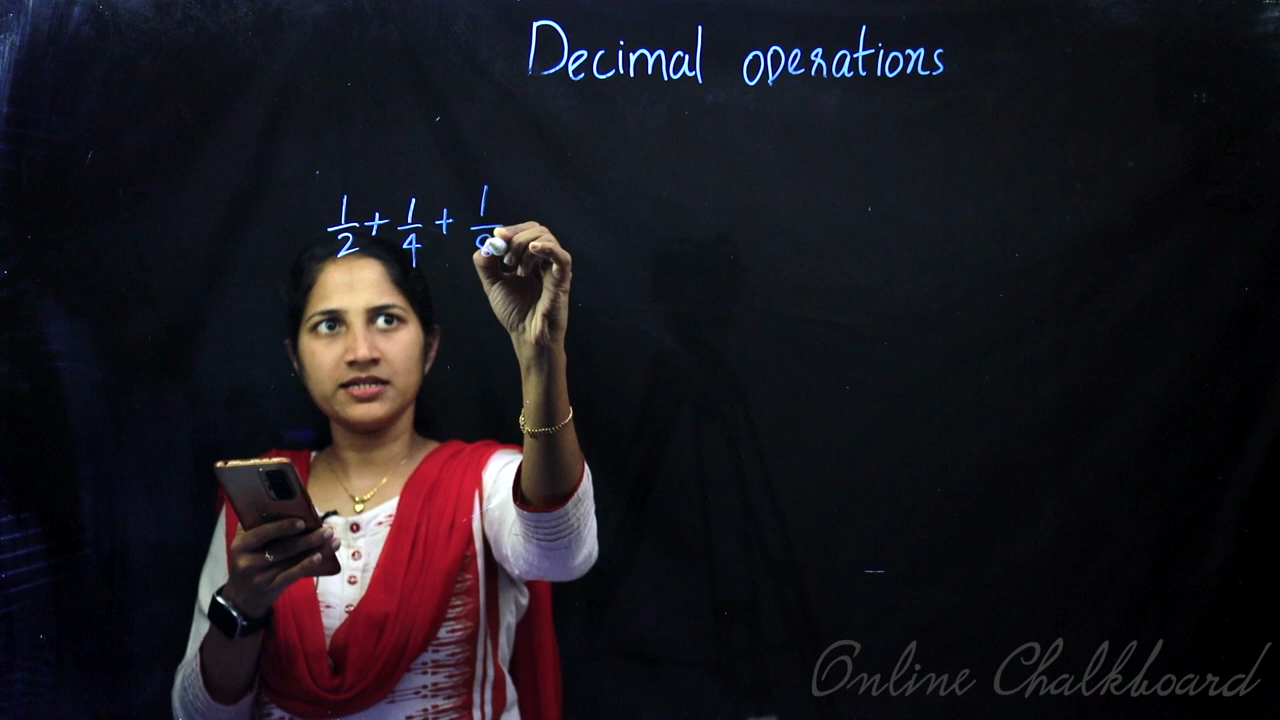 Decimal operations
1/2 + 1/4 + 1/
Online Chalkboard